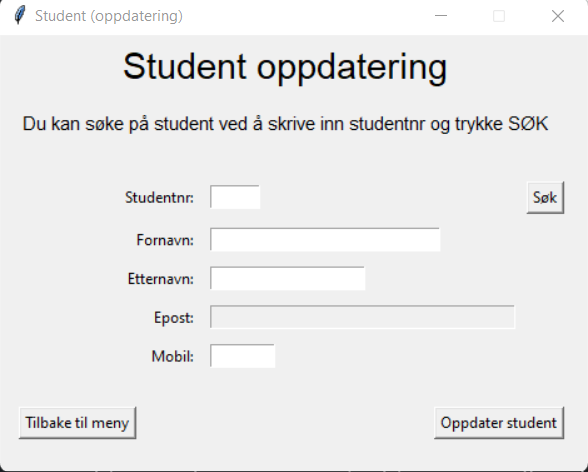 Student (oppdatering)
Student oppdatering
Du kan søke på student ved å skrive inn studentnr og trykke SØK
Studentnr:
Søk
Fornavn:
Etternavn:
Epost:
Mobil:
Tilbake til meny
Oppdater student